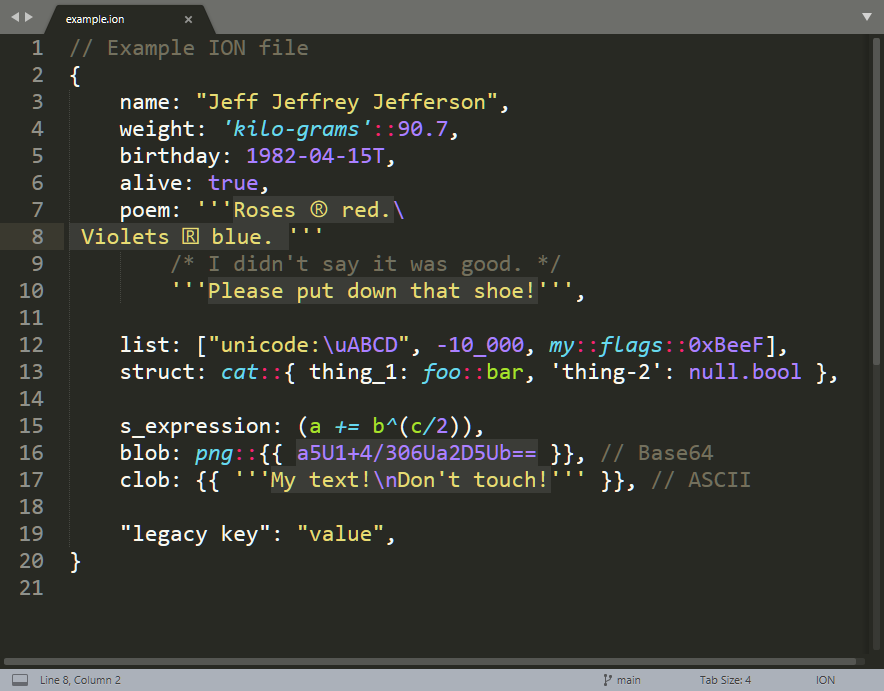 example.ion ×
1 // Example ION file
2 {
3     name: "Jeff Jeffrey Jefferson",
4     weight: 'kilo-grams'::90.7,
5     birthday: 1982-04-15T,
6     alive: true,
7     poem: '''Roses ® red.\
8 Violets 🅁 blue. '''
9         /* I didn't say it was good. */
10         '''Please put down that shoe!''',
11
12     list: ["unicode:\uABCD", -10_000, my::flags::0xBeeF],
13     struct: cat::{ thing_1: foo::bar, 'thing-2': null.bool },
14
15     s_expression: (a += b^(c/2)),
16     blob: png::{{ a5U1+4/306Ua2D5Ub== }}, // Base64
17     clob: {{ '''My text!\nDon't touch!''' }}, // ASCII
18
19     "legacy key": "value",
20 }
21
Line 8, Column 2 main Tab Size: 4 ION